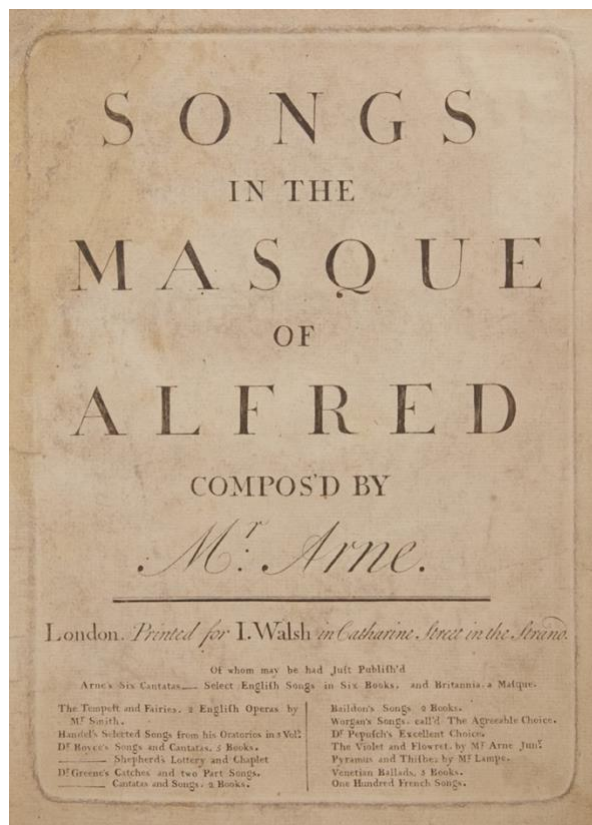 SONGS
IN THE
MASQUE
OF
ALFRED
COMPOS'D BY
Mr. Arne.
London. Printed for I. Walsh in Catharine Street in the Strand.
Of whom may be had Juſt Publiſh'd
Arne's Six Cantatas. Select Engliſh Songs in Six Books. and Britannia. a Maſque.
The Tempeſt and Fairies. 2 Engliſh Operas by
Mr. Smith.
Handel's Selected Songs from his Oratorios in 2 Vols.
Dr. Boyce's Songs and Cantatas. 5 Books.
Shepherd's Lottery and Chaplet
Dr. Greene's Catches and two Part Songs.
Cantatas and Songs. 2 Books.
Baildon's Songs 2 Books.
Worgan's Songs. call'd The Agreeable Choice.
Dr. Pepuſch's Excellent Choice.
The Violet and Flowret. by Mr. Arne Junr.
Pyramus and Thiſbe: by Mr. Lampe.
Venetian Ballads. 3 Books.
One Hundred French Songs.